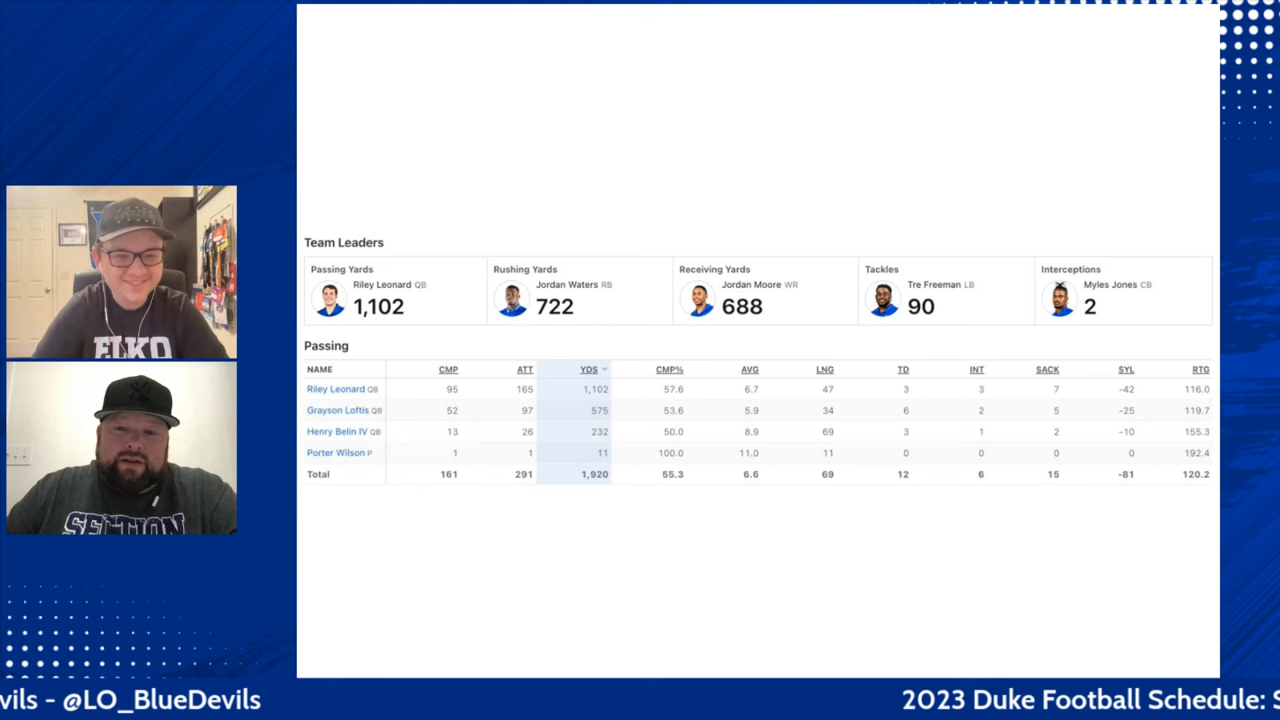 Team Leaders
Passing Yards
Riley Leonard QB
1,102
Rushing Yards
Jordan Waters RB
722
Receiving Yards
Jordan Moore WR
688
Tackles
Tre Freeman LB
90
Interceptions
Myles Jones CB
2
Passing
NAME CMP ATT YDS CMP% AVG LNG TD INT SACK SYL RTG
Riley Leonard QB 95 165 1,102 57.6 6.7 47 3 3 7 -42 116.0
Grayson Loftis QB 52 97 575 53.6 5.9 34 6 2 5 -25 119.7
Henry Belin IV QB 13 26 232 50.0 8.9 69 3 1 2 -10 155.3
Porter Wilson P 1 1 11 100.0 11.0 11 0 0 0 0 192.4
Total 161 291 1,920 55.3 6.6 69 12 6 15 -81 120.2
ELKO
SECTION
vils - @LO_BlueDevils
2023 Duke Football Schedule: S